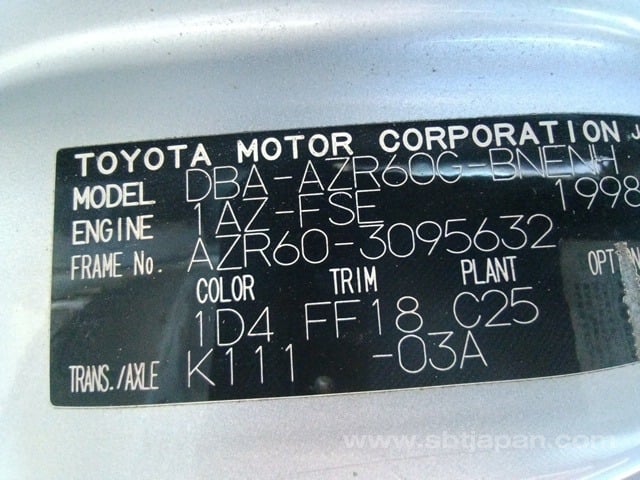 TOYOTA MOTOR CORPORATION J
MODEL DBA-AZR60G-BNENH
ENGINE 1AZ-FSE 1998
FRAME No. AZR60-3095632
COLOR TRIM PLANT OPTION
1D4 FF18 C25
TRANS./AXLE K111 -03A
www.sbtjapan.com